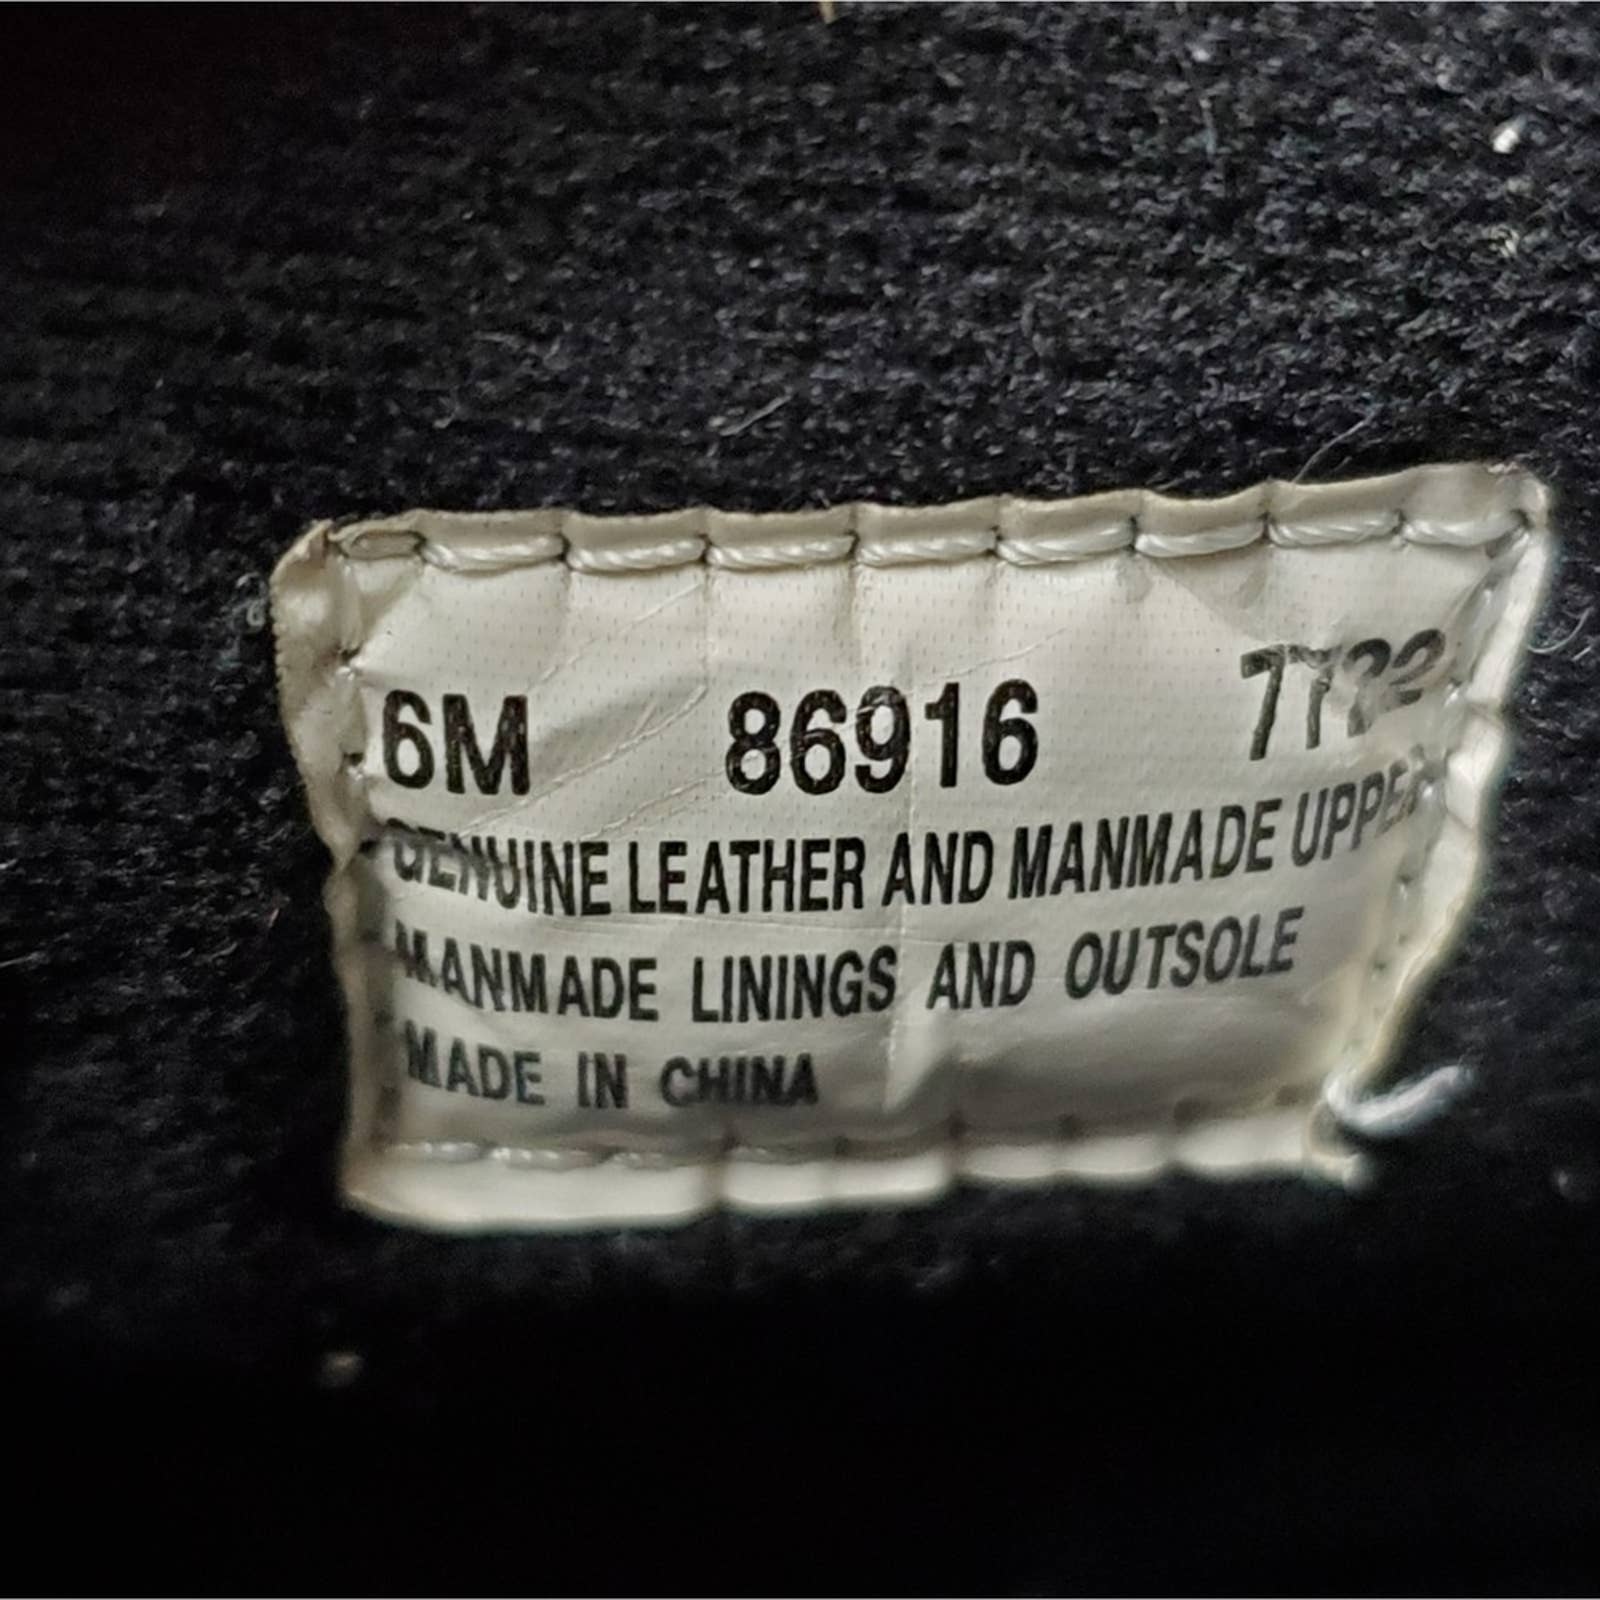 6M 86916
GENUINE LEATHER AND MANMADE UPPER
MANMADE LININGS AND OUTSOLE
MADE IN CHINA